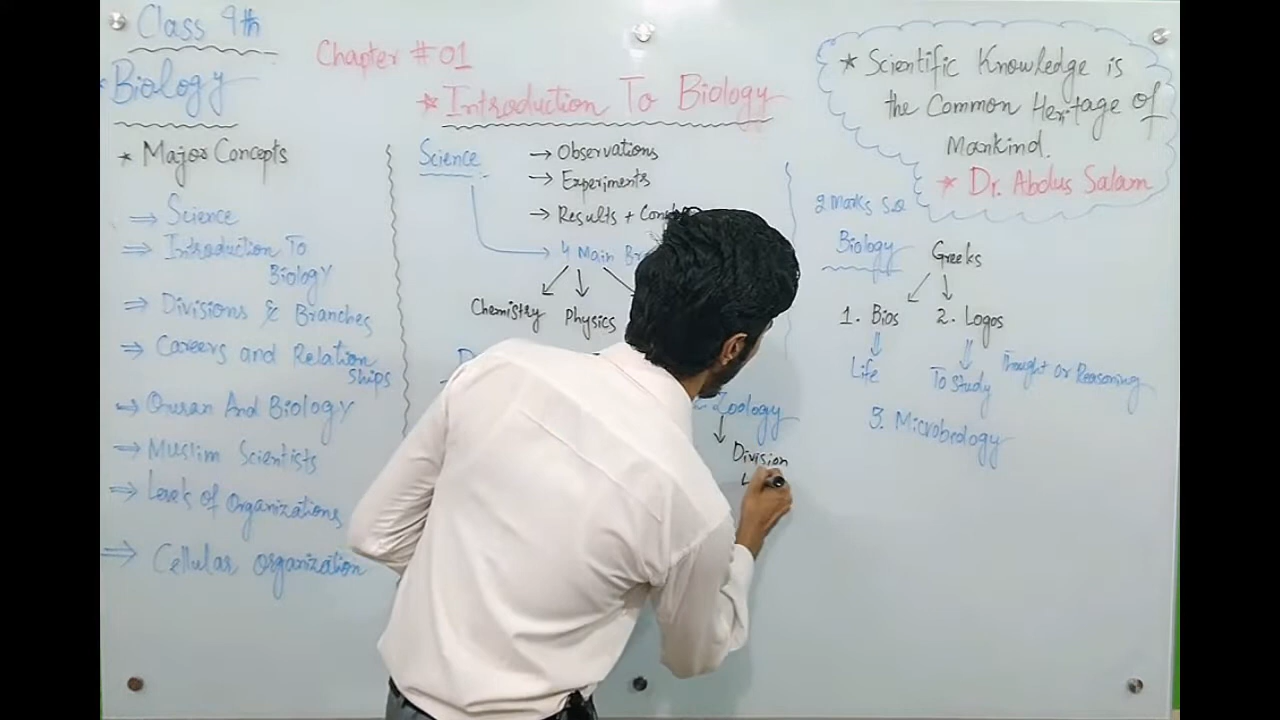 Class 9th
Biology
Chapter # 01
* Introduction To Biology
* Scientific Knowledge is
the Common Heritage of
Mankind.
* Dr. Abdus Salam
* Major Concepts
⇒ Science
⇒ Introduction To
Biology
⇒ Divisions & Branches
⇒ Careers and Relation
ships
⇒ Quran And Biology
⇒ Muslim Scientists
⇒ Levels of Organizations
⇒ Cellular organization
Science
→ Observations
→ Experiments
→ Results +
4 Main
Chemistry
Physics
Zoology
Division
2 Marks S.Q
Biology
Greeks
1. Bios
2. Logos
Life
To Study
Thought or Reasoning
3. Microbiology